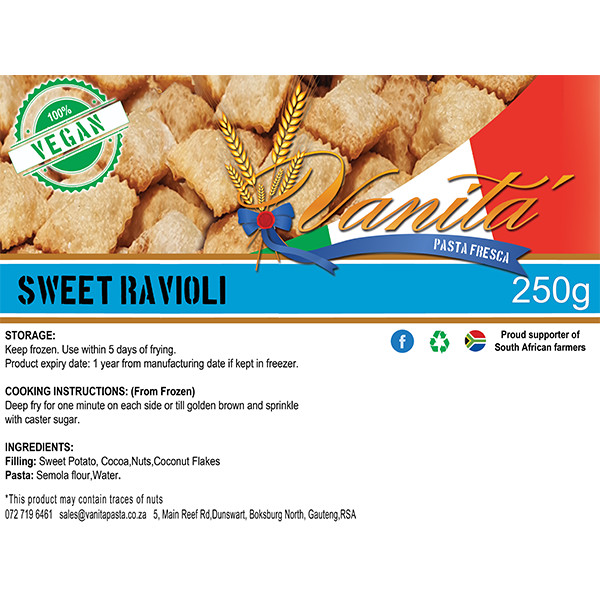 100%
VEGAN
Vanitá
PASTA FRESCA
SWEET RAVIOLI
250g
STORAGE:
Keep frozen. Use within 5 days of frying.
Product expiry date: 1 year from manufacturing date if kept in freezer.
f
Proud supporter of
South African farmers
COOKING INSTRUCTIONS: (From Frozen)
Deep fry for one minute on each side or till golden brown and sprinkle
with caster sugar.
INGREDIENTS:
Filling: Sweet Potato, Cocoa,Nuts,Coconut Flakes
Pasta: Semola flour,Water.
*This product may contain traces of nuts
072 719 6461 sales@vanitapasta.co.za 5, Main Reef Rd,Dunswart, Boksburg North, Gauteng,RSA